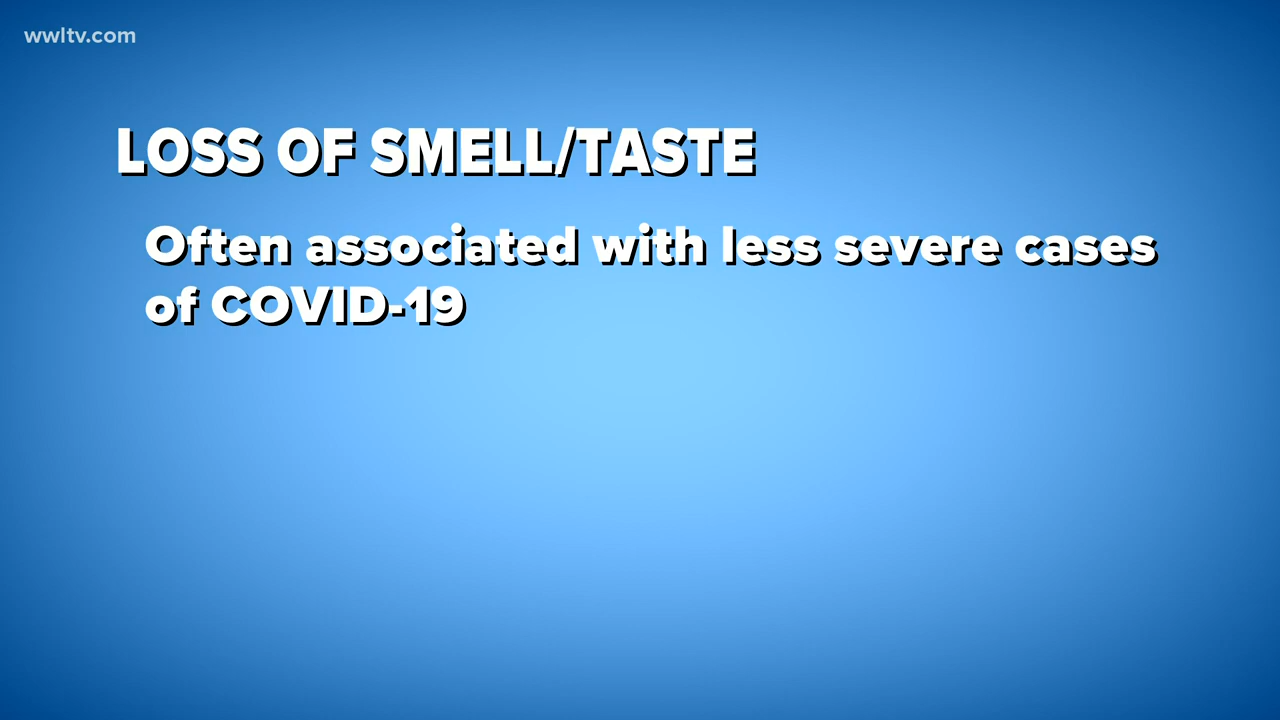 wwltv.com
LOSS OF SMELL/TASTE
Often associated with less severe cases
of COVID-19